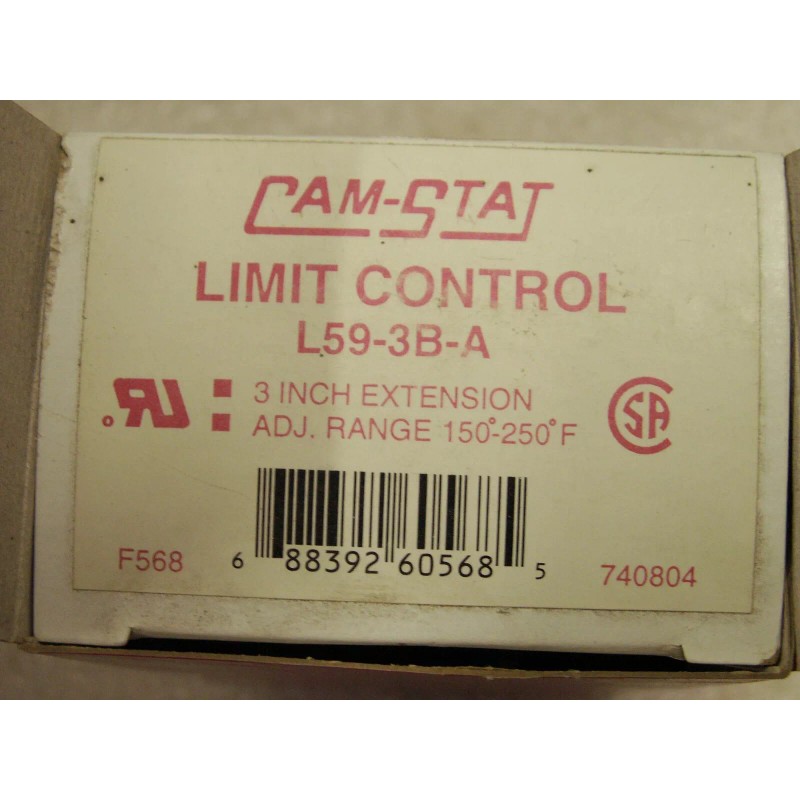 CAM-STAT
LIMIT CONTROL
L59-3B-A
3 INCH EXTENSION
ADJ. RANGE 150°-250°F
SA
F568 6 88392 60568 5 740804